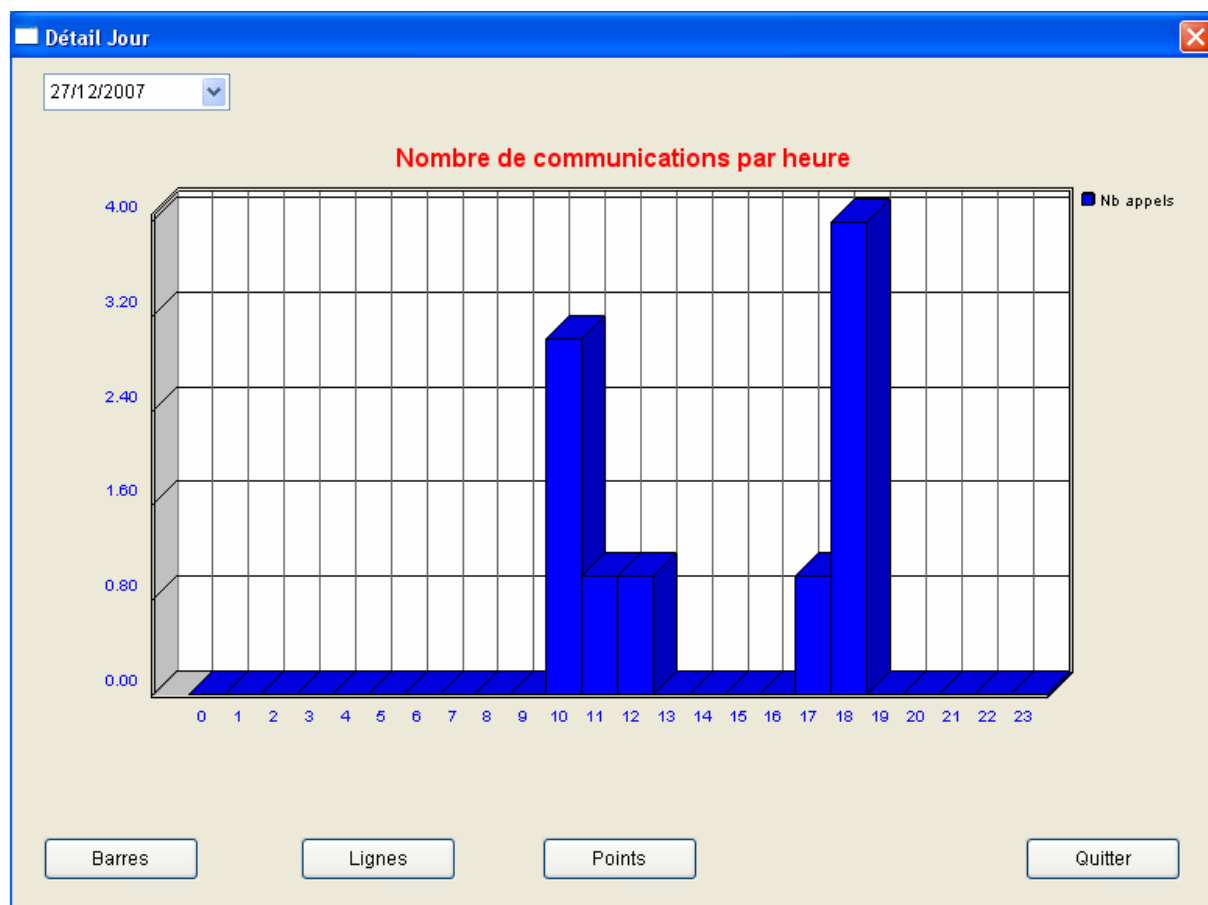 Détail Jour
27/12/2007
Nombre de communications par heure
Nb appels
4.00
3.20
2.40
1.60
0.80
0.00
0 1 2 3 4 5 6 7 8 9 10 11 12 13 14 15 16 17 18 19 20 21 22 23
Barres Lignes Points Quitter